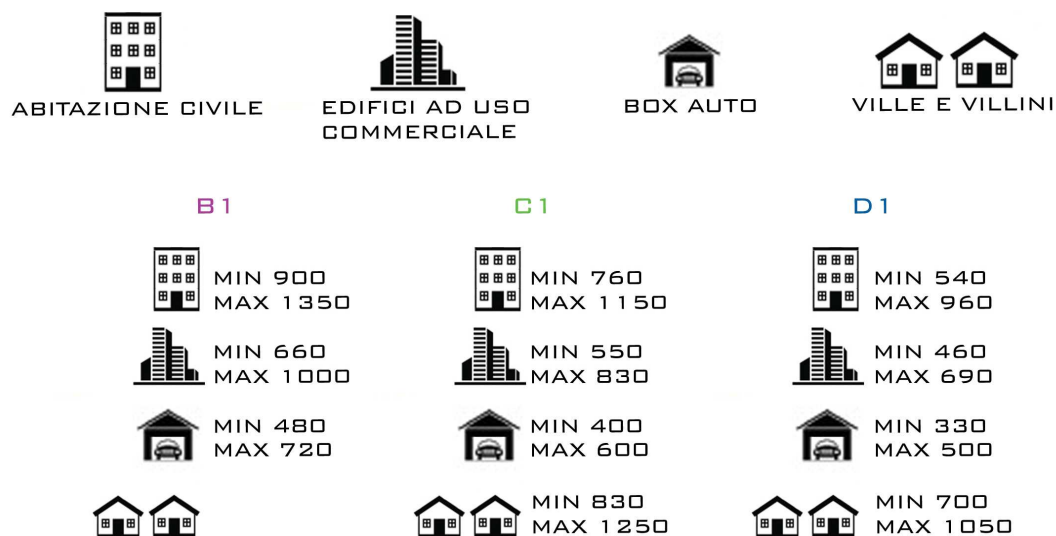 ABITAZIONE CIVILE
EDIFICI AD USO
COMMERCIALE
BOX AUTO
VILLE E VILLINI
B1
C1
D1
MIN 900
MAX 1350
MIN 760
MAX 1150
MIN 540
MAX 960
MIN 660
MAX 1000
MIN 550
MAX 830
MIN 460
MAX 690
MIN 480
MAX 720
MIN 400
MAX 600
MIN 330
MAX 500
MIN 830
MAX 1250
MIN 700
MAX 1050